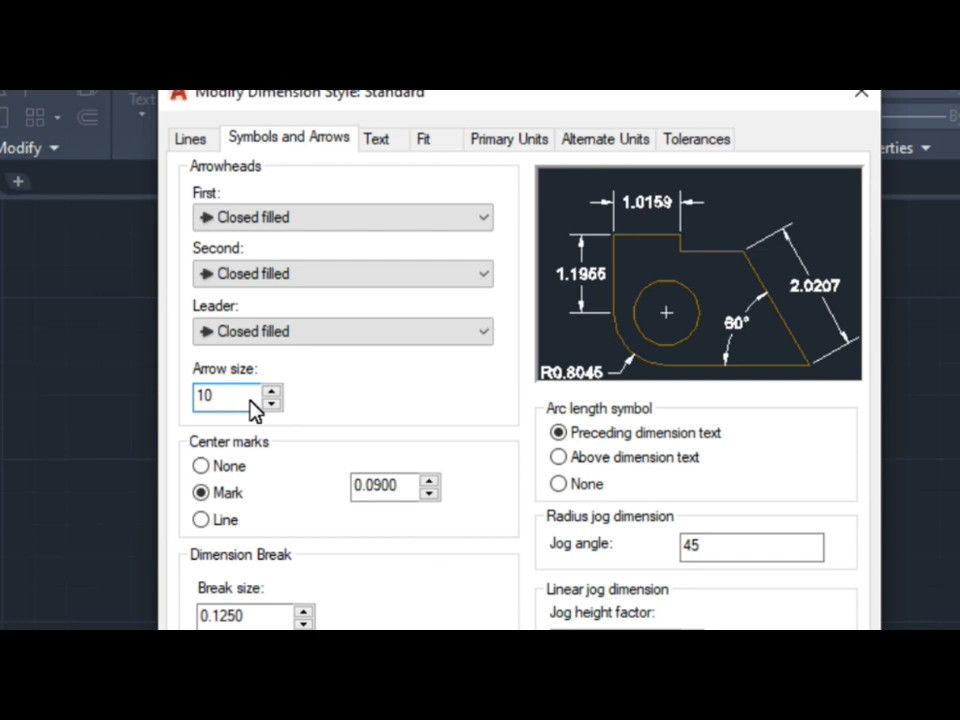 Text
Modify
Modify Dimension Style: Standard
Lines
Symbols and Arrows
Text
Fit
Primary Units
Alternate Units
Tolerances
erties
Arrowheads
First:
Closed filled
Second:
Closed filled
Leader:
Closed filled
Arrow size:
10
Center marks
None
Mark
0.0900
Line
Dimension Break
Break size:
0.1250
1.0159
1.1955
2.0207
60°
R0.8045
Arc length symbol
Preceding dimension text
Above dimension text
None
Radius jog dimension
Jog angle:
45
Linear jog dimension
Jog height factor: